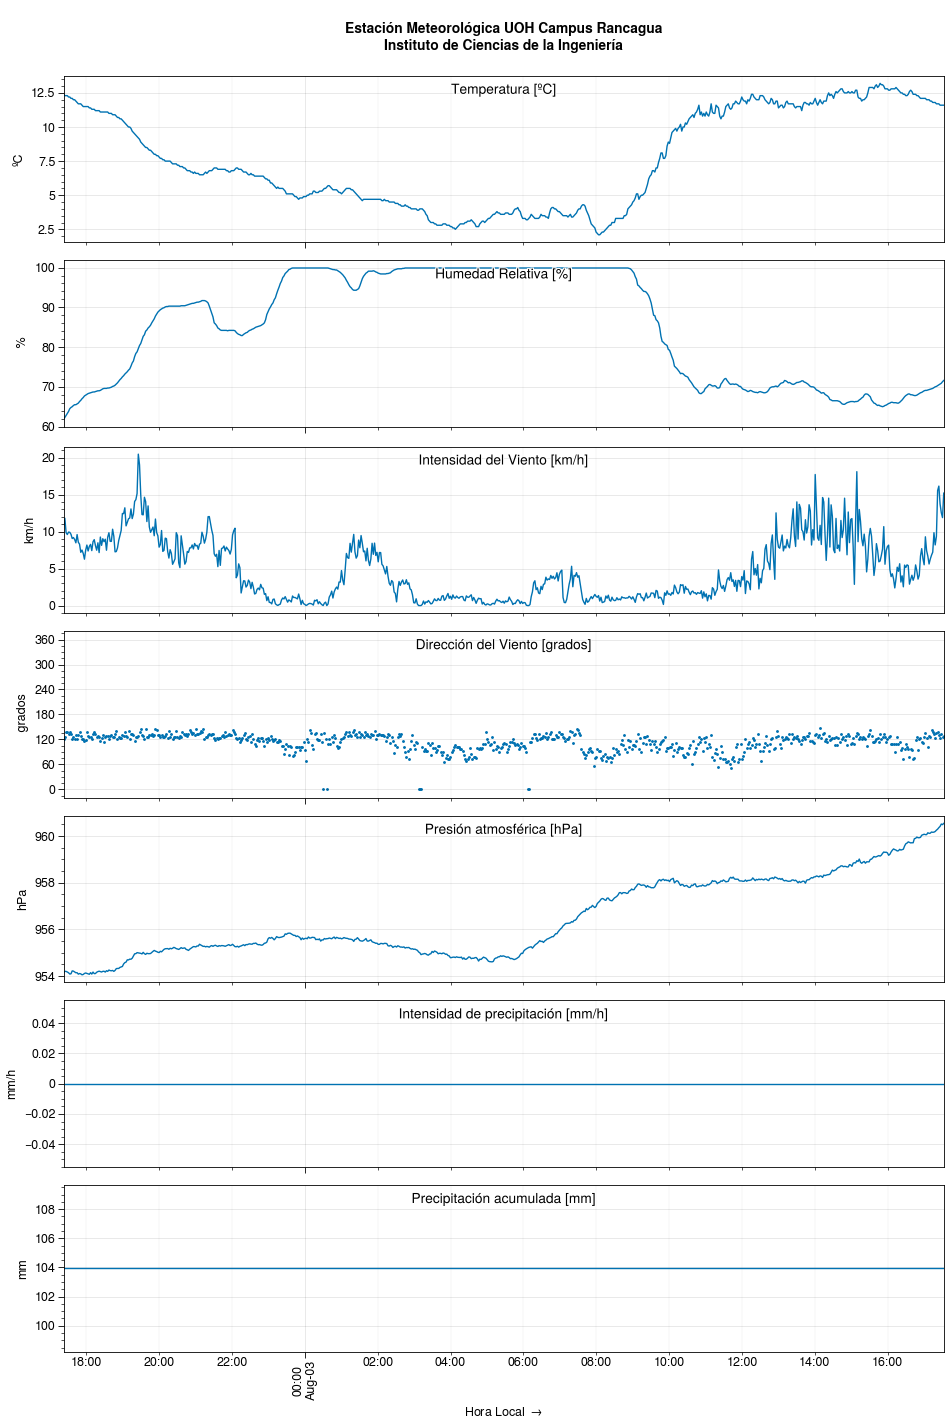 Estación Meteorológica UOH Campus Rancagua
Instituto de Ciencias de la Ingeniería
Temperatura [ºC]
ºC
12.5
10
7.5
5
2.5
Humedad Relativa [%]
%
100
90
80
70
60
Intensidad del Viento [km/h]
km/h
20
15
10
5
0
Dirección del Viento [grados]
grados
360
300
240
180
120
60
0
Presión atmosférica [hPa]
hPa
960
958
956
954
Intensidad de precipitación [mm/h]
mm/h
0.04
0.02
0
−0.02
−0.04
Precipitación acumulada [mm]
mm
108
106
104
102
100
18:00 20:00 22:00 00:00 02:00 04:00 06:00 08:00 10:00 12:00 14:00 16:00
Aug-03
Hora Local →